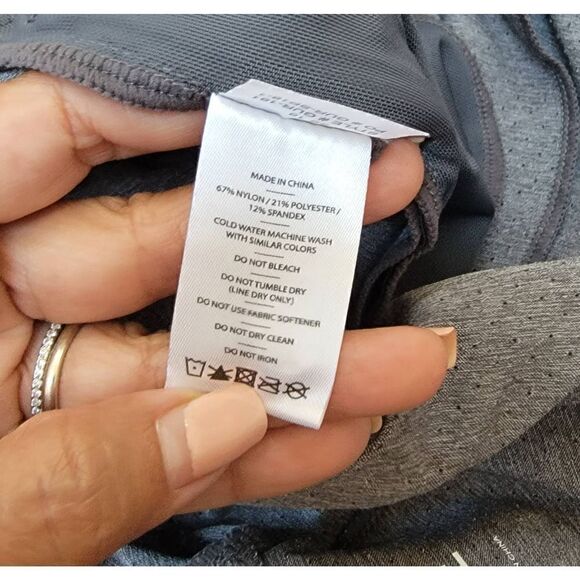 MADE IN CHINA
67% NYLON / 21% POLYESTER /
12% SPANDEX
COLD WATER MACHINE WASH
WITH SIMILAR COLORS
DO NOT BLEACH
DO NOT TUMBLE DRY
(LINE DRY ONLY)
DO NOT USE FABRIC SOFTENER
DO NOT DRY CLEAN
DO NOT IRON